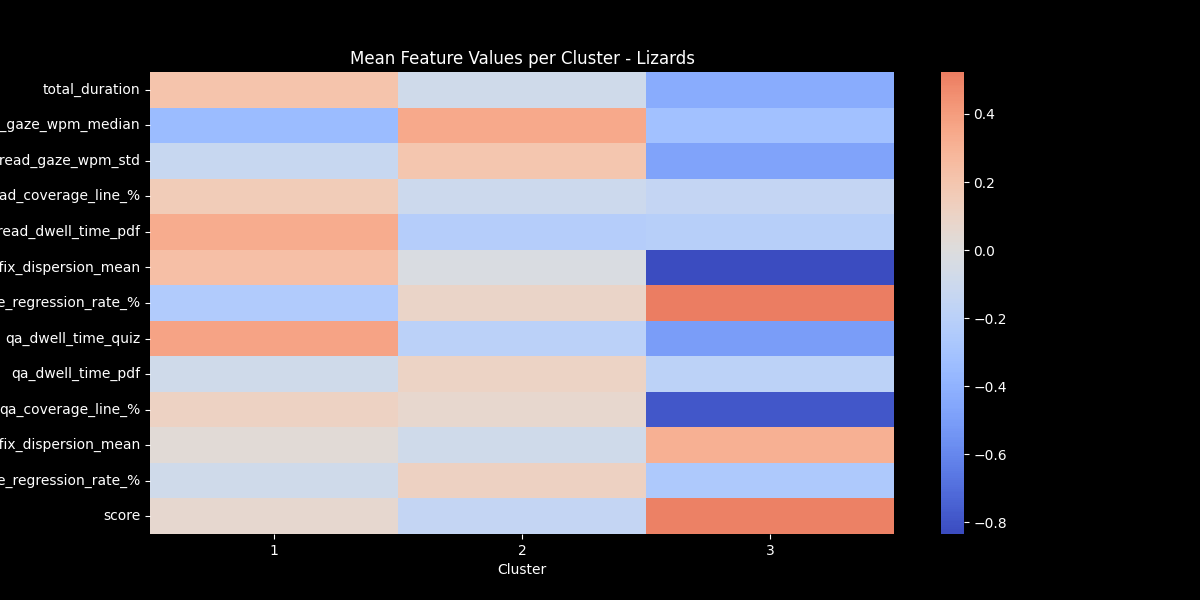 Mean Feature Values per Cluster - Lizards
total_duration
_gaze_wpm_median
read_gaze_wpm_std
ad_coverage_line_%
read_dwell_time_pdf
fix_dispersion_mean
e_regression_rate_%
qa_dwell_time_quiz
qa_dwell_time_pdf
qa_coverage_line_%
fix_dispersion_mean
e_regression_rate_%
score
1 2 3
Cluster
0.4
0.2
0.0
−0.2
−0.4
−0.6
−0.8